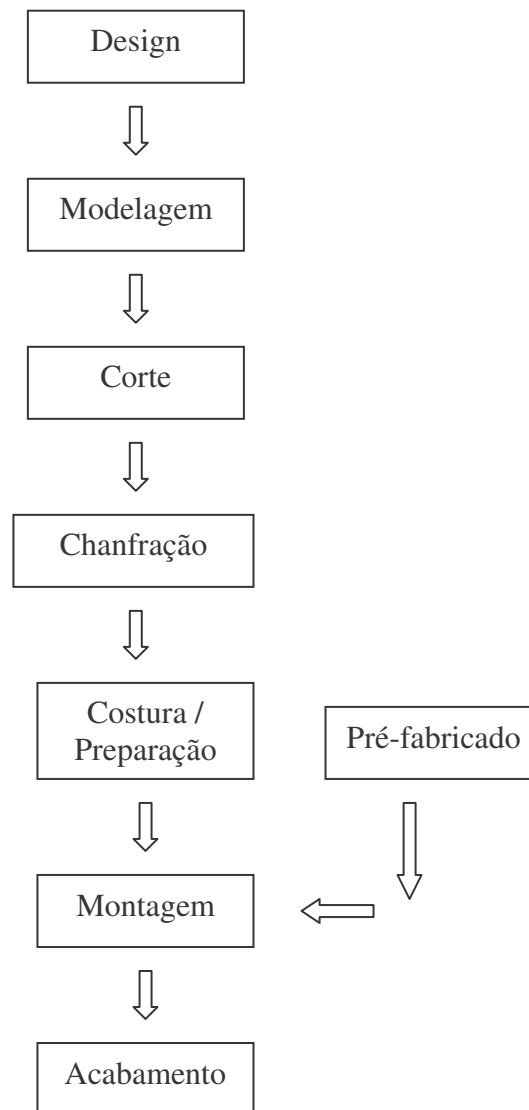 Design
Modelagem
Corte
Chanfração
Costura /
Preparação
Pré-fabricado
Montagem
Acabamento